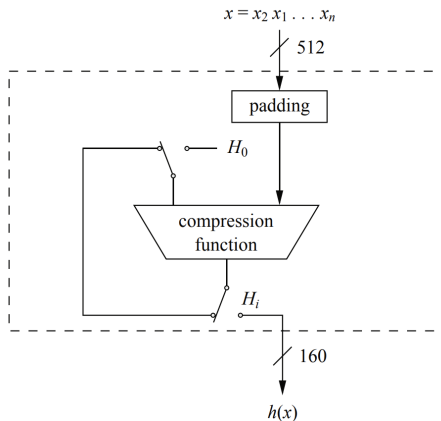 x = x₂ x₁ . . . xₙ
512
padding
H₀
compression
function
Hᵢ
160
h(x)